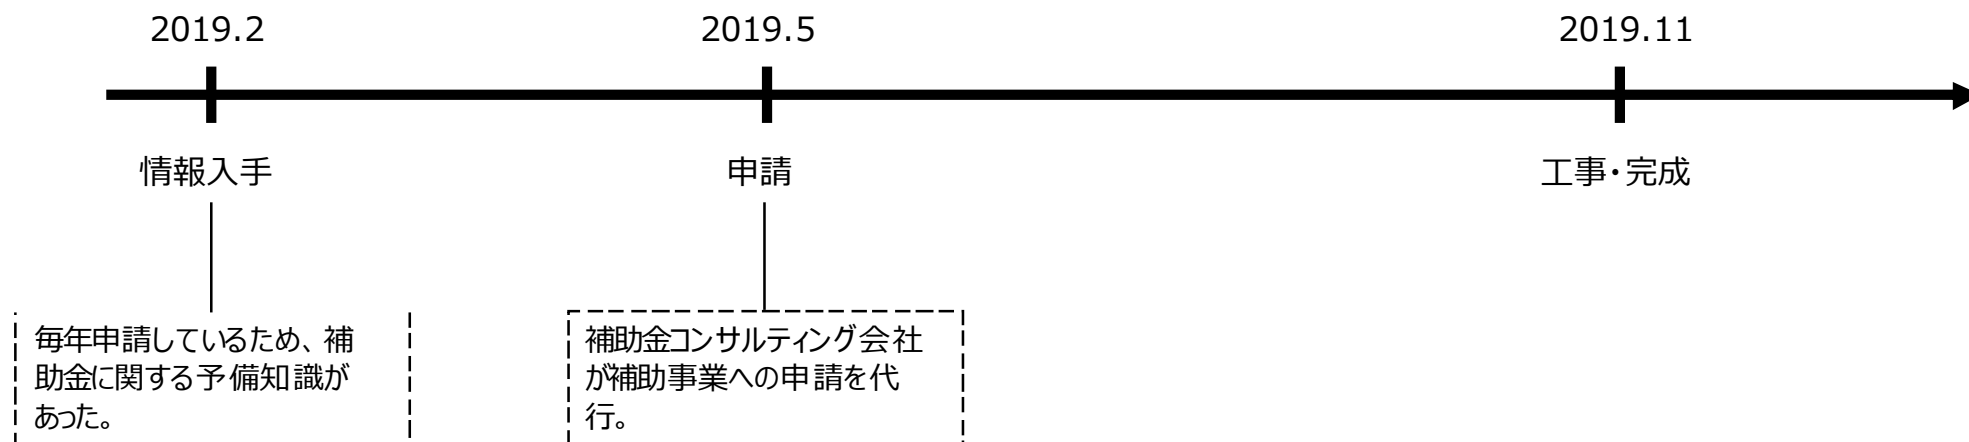 2019.2
2019.5
2019.11
情報入手
申請
工事・完成
毎年申請しているため、補
助金に関する予備知識が
あった。
補助金コンサルティング会社
が補助事業への申請を代
行。